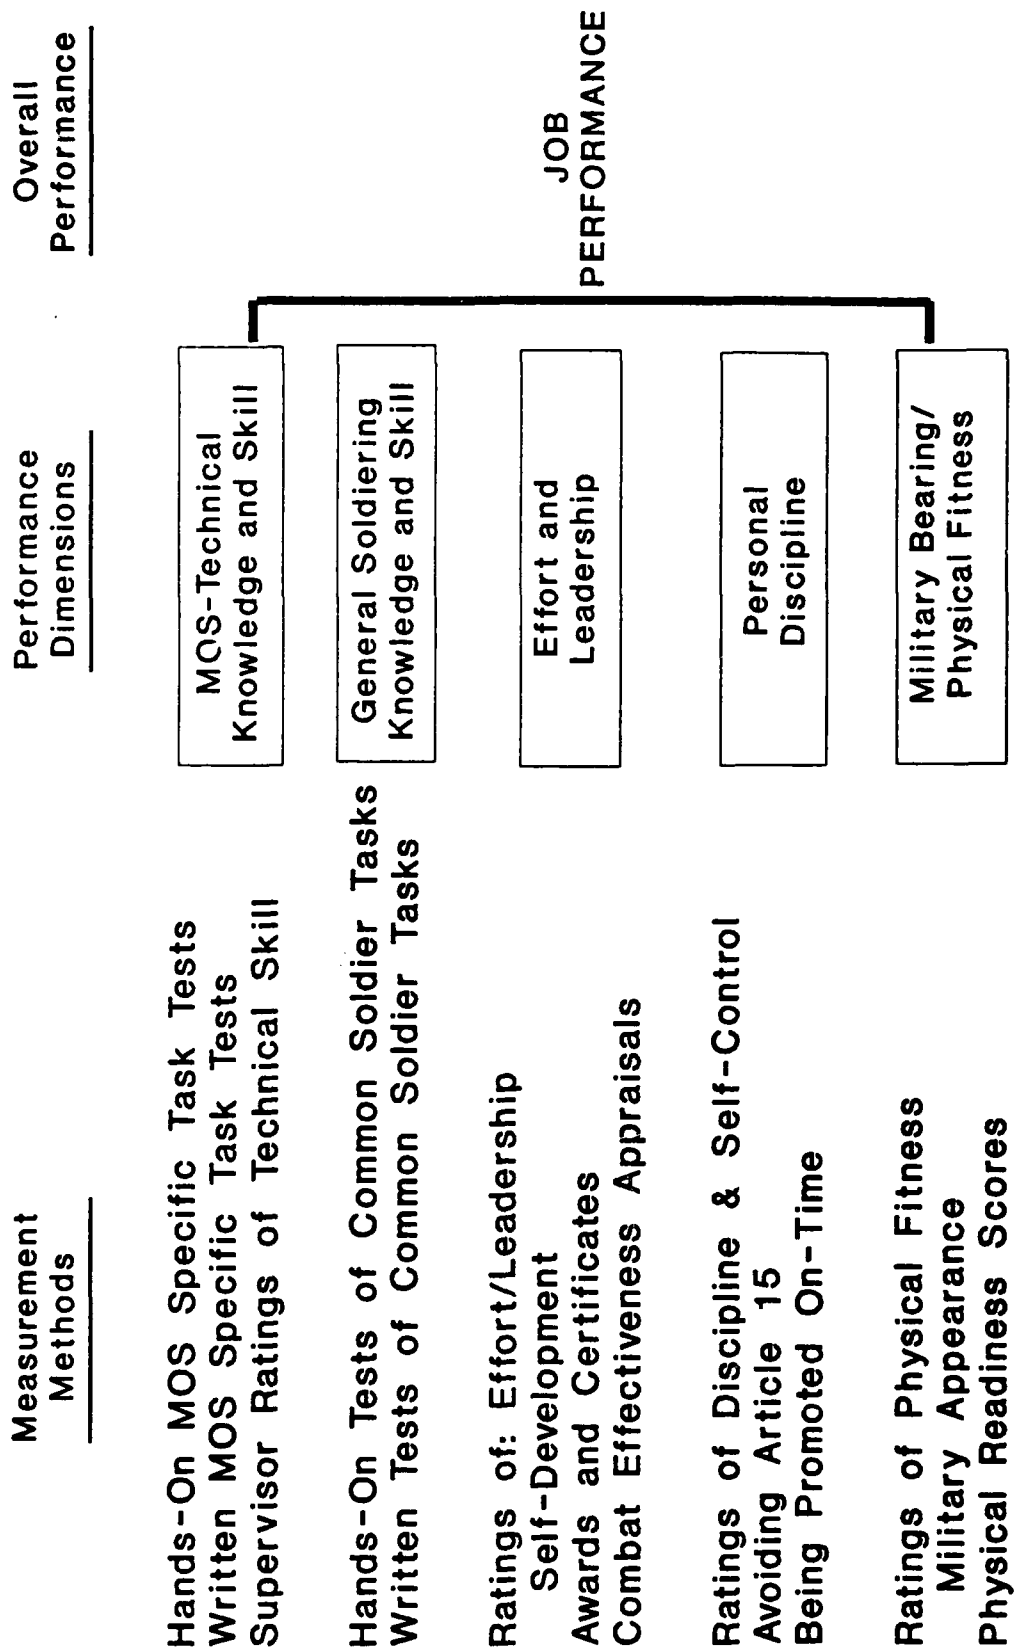 Measurement
Methods
Performance
Dimensions
Overall
Performance
Hands-On MOS Specific Task Tests
Written MOS Specific Task Tests
Supervisor Ratings of Technical Skill
MOS-Technical
Knowledge and Skill
Hands-On Tests of Common Soldier Tasks
Written Tests of Common Soldier Tasks
General Soldiering
Knowledge and Skill
Ratings of: Effort/Leadership
Self-Development
Awards and Certificates
Combat Effectiveness Appraisals
Effort and
Leadership
JOB
PERFORMANCE
Ratings of Discipline & Self-Control
Avoiding Article 15
Being Promoted On-Time
Personal
Discipline
Ratings of Physical Fitness
Military Appearance
Physical Readiness Scores
Military Bearing/
Physical Fitness